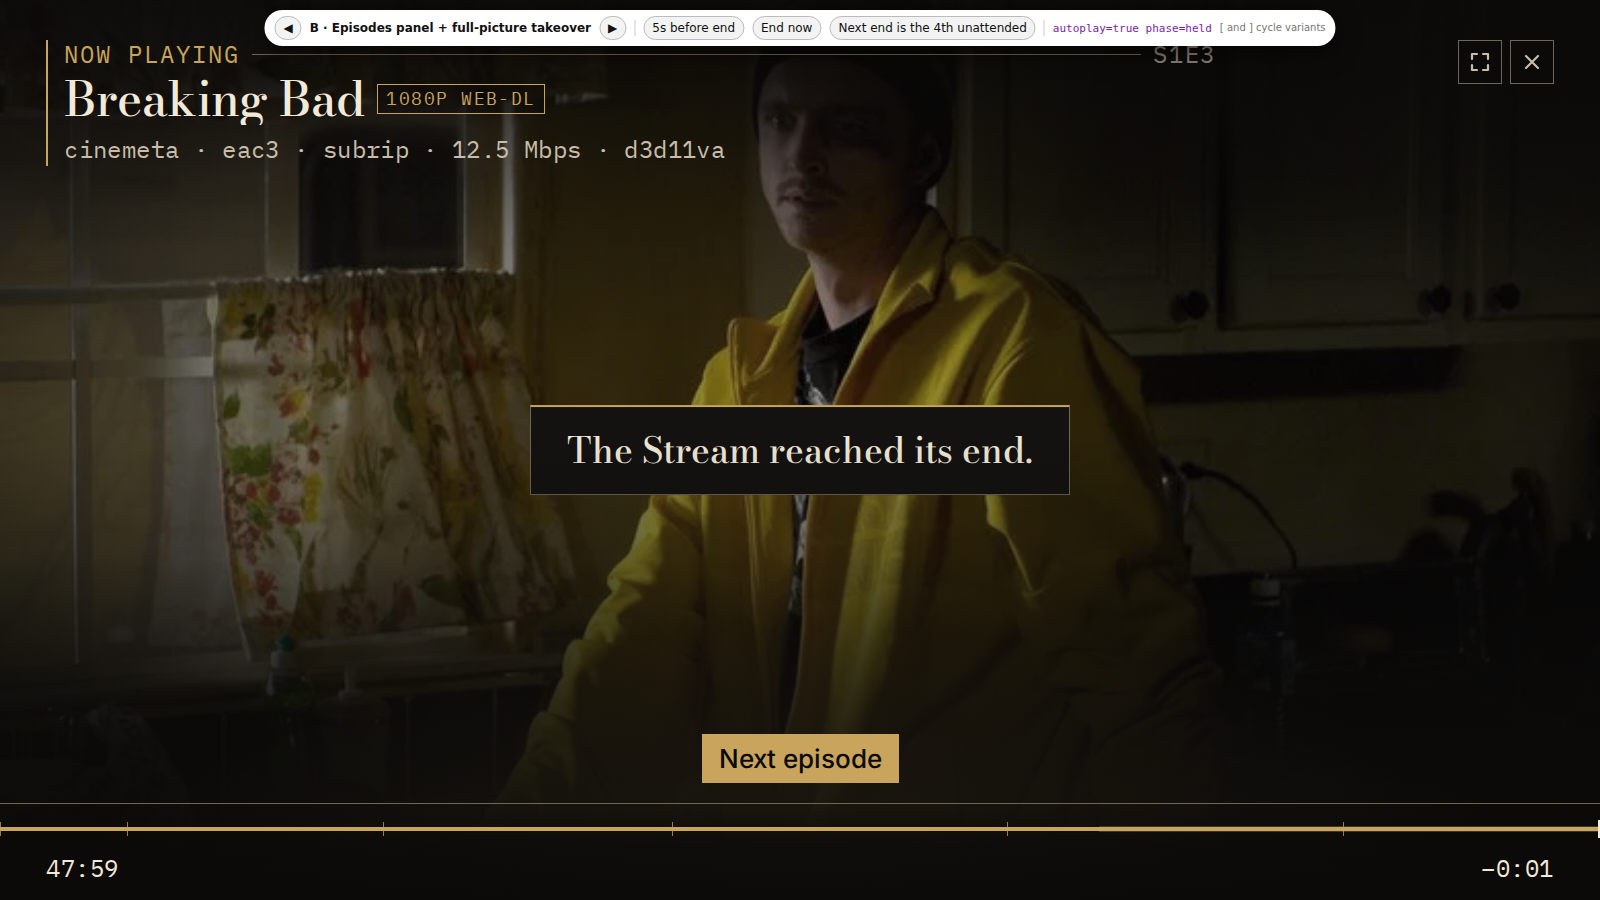 ◀ B · Episodes panel + full-picture takeover ▶ 5s before end End now Next end is the 4th unattended autoplay=true phase=held [ and ] cycle variants
NOW PLAYING S1E3
Breaking Bad 1080P WEB-DL
cinemeta · eac3 · subrip · 12.5 Mbps · d3d11va
The Stream reached its end.
Next episode
47:59 −0:01